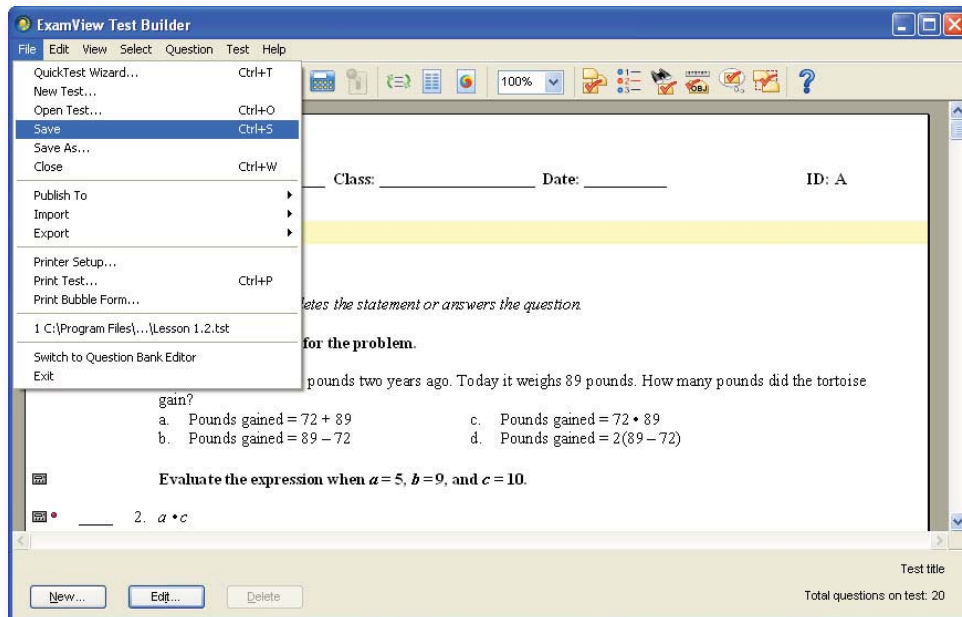 ExamView Test Builder
File Edit View Select Question Test Help
QuickTest Wizard... Ctrl+T
New Test...
Open Test... Ctrl+O
Save Ctrl+S
Save As...
Close Ctrl+W
Publish To
Import
Export
Printer Setup...
Print Test... Ctrl+P
Print Bubble Form...
1 C:\Program Files\...\Lesson 1.2.tst
Switch to Question Bank Editor
Exit
100%
OBJ
Class: ____________________ Date: ___________ ID: A
letes the statement or answers the question.
for the problem.
pounds two years ago. Today it weighs 89 pounds. How many pounds did the tortoise
gain?
a. Pounds gained = 72 + 89 c. Pounds gained = 72 • 89
b. Pounds gained = 89 – 72 d. Pounds gained = 2(89 – 72)
Evaluate the expression when a = 5, b = 9, and c = 10.
____ 2. a • c
Test title
New... Edit... Delete Total questions on test: 20